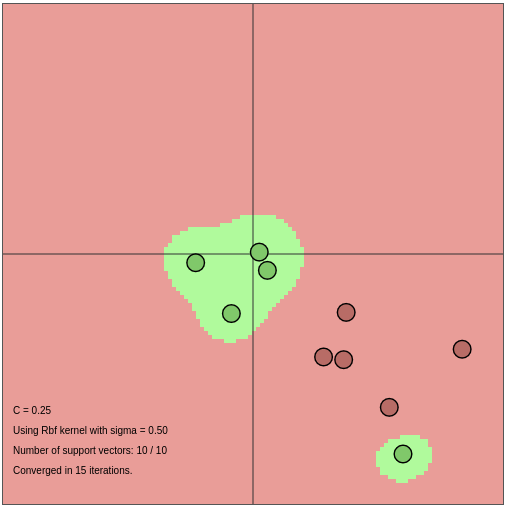 C = 0.25
Using Rbf kernel with sigma = 0.50
Number of support vectors: 10 / 10
Converged in 15 iterations.